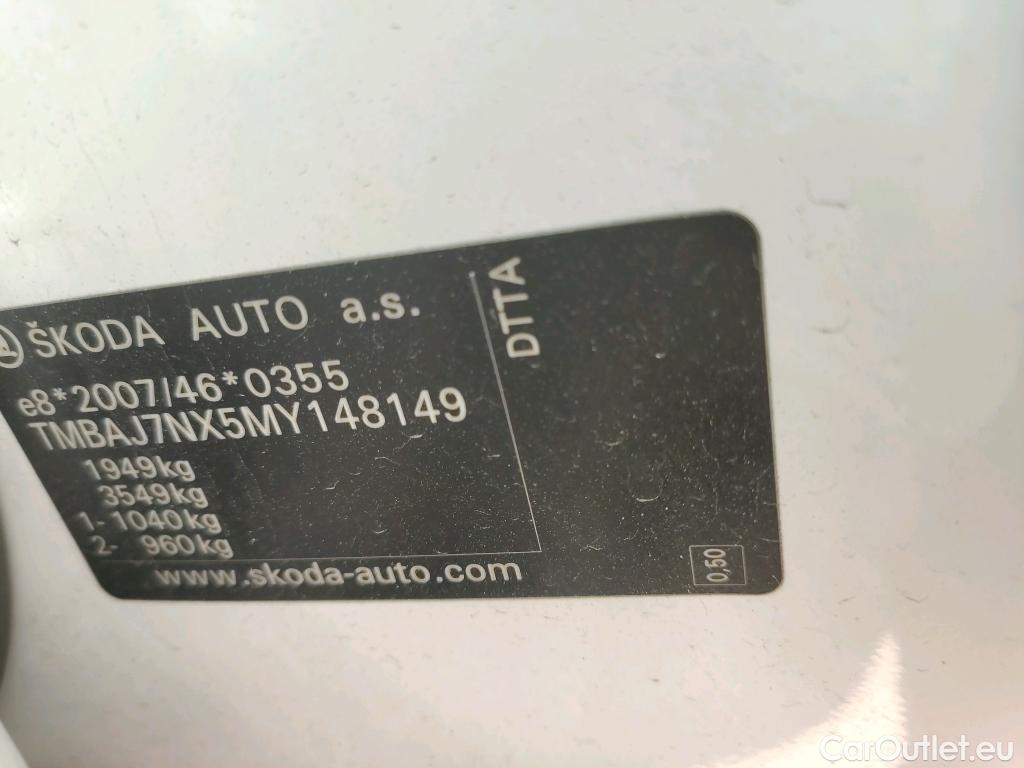 ŠKODA AUTO a.s.
e8*2007/46*0355
TMBAJ7NX5MY148149
1949kg
3549kg
1- 1040kg
2- 960kg
www.skoda-auto.com
DTTA
0,50
CarOutlet.eu